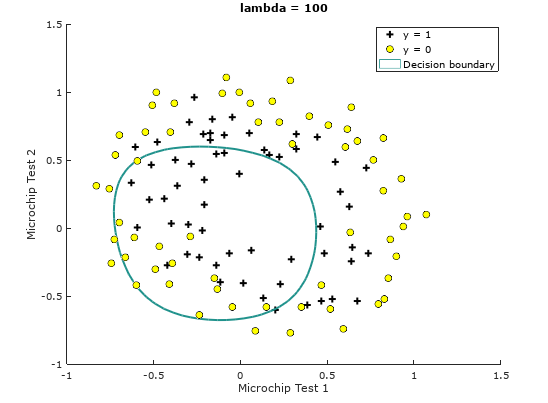 lambda = 100
y = 1
y = 0
Decision boundary
1.5
1
0.5
0
-0.5
-1
Microchip Test 2
-1
-0.5
0
0.5
1
1.5
Microchip Test 1